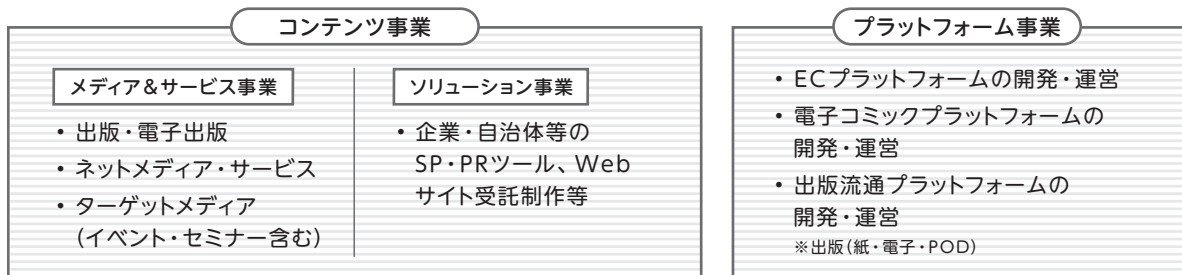 コンテンツ事業
メディア&サービス事業
• 出版・電子出版
• ネットメディア・サービス
• ターゲットメディア
(イベント・セミナー含む)
ソリューション事業
• 企業・自治体等の
SP・PRツール、Web
サイト受託制作等
プラットフォーム事業
• ECプラットフォームの開発・運営
• 電子コミックプラットフォームの
開発・運営
• 出版流通プラットフォームの
開発・運営
※出版(紙・電子・POD)